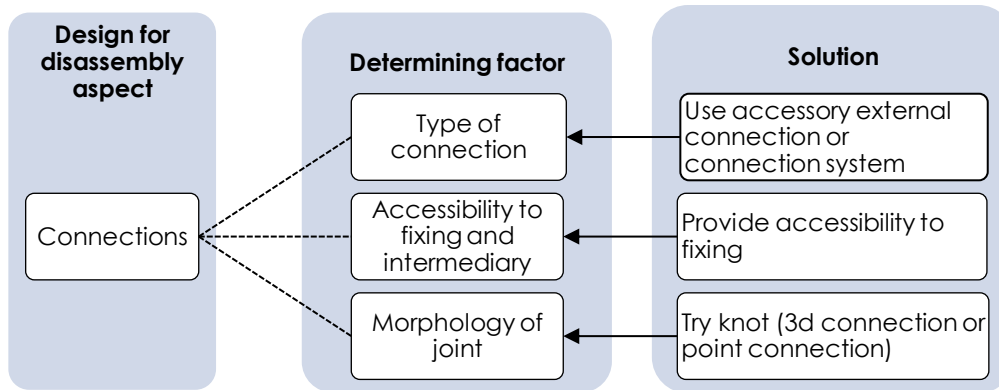 Design for
disassembly
aspect
Connections
Determining factor
Type of
connection
Accessibility to
fixing and
intermediary
Morphology of
joint
Solution
Use accessory external
connection or
connection system
Provide accessibility to
fixing
Try knot (3d connection or
point connection)